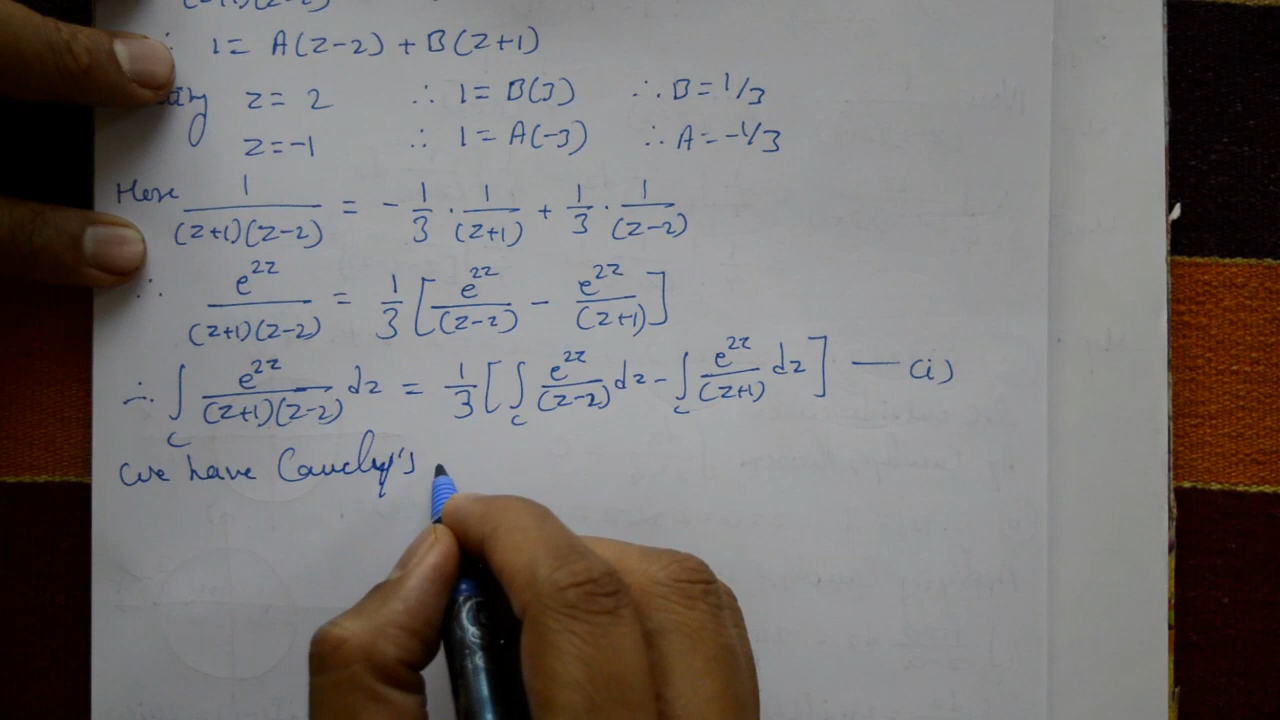 ∴ 1 = A(z-2) + B(z+1)
z = 2 ∴ 1 = B(3) ∴ B = 1/3
z = -1 ∴ 1 = A(-3) ∴ A = -1/3
Here 1/((z+1)(z-2)) = - 1/3 · 1/(z+1) + 1/3 · 1/(z-2)
∴ e^{2z}/((z+1)(z-2)) = 1/3 [ e^{2z}/(z-2) - e^{2z}/(z+1) ]
∴ ∫_C e^{2z}/((z+1)(z-2)) dz = 1/3 [ ∫_C e^{2z}/(z-2) dz - ∫_C e^{2z}/(z+1) dz ] — (i)
we have Cauchy's